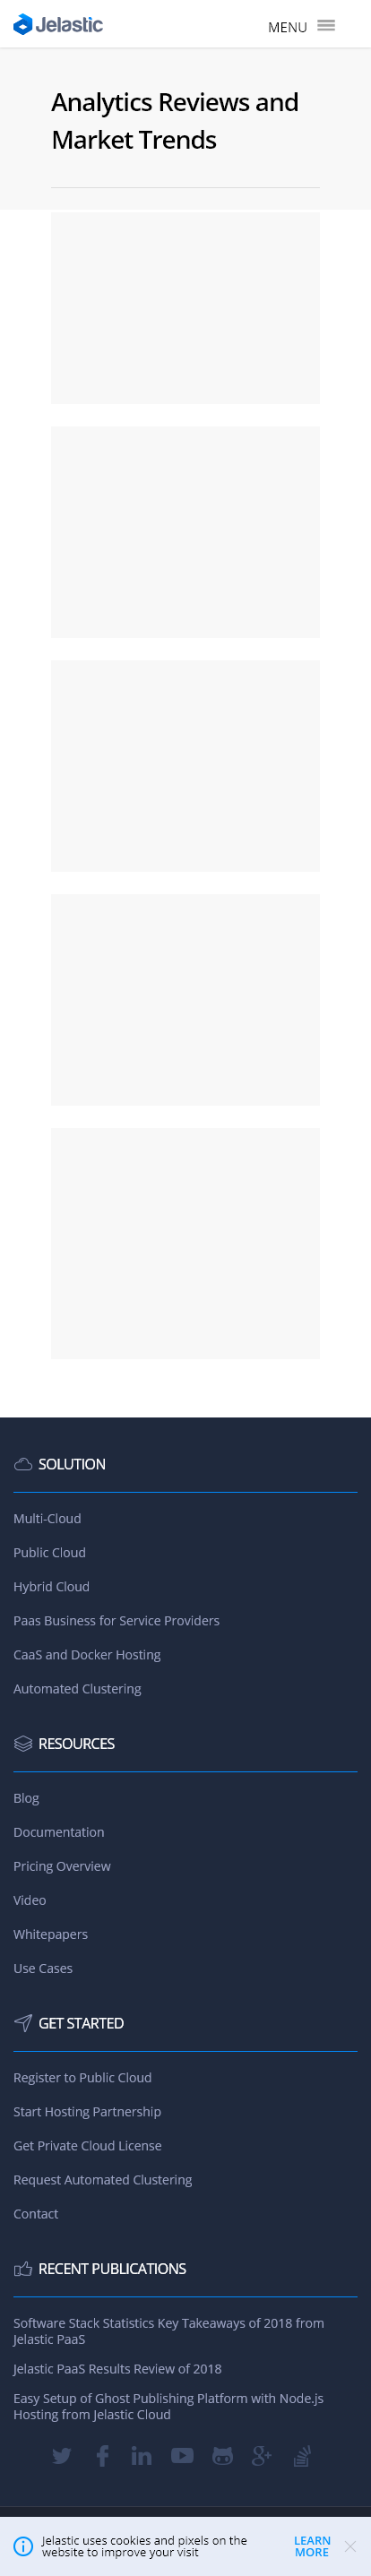 Jelastic
MENU
Analytics Reviews and
Market Trends
SOLUTION
Multi-Cloud
Public Cloud
Hybrid Cloud
Paas Business for Service Providers
CaaS and Docker Hosting
Automated Clustering
RESOURCES
Blog
Documentation
Pricing Overview
Video
Whitepapers
Use Cases
GET STARTED
Register to Public Cloud
Start Hosting Partnership
Get Private Cloud License
Request Automated Clustering
Contact
RECENT PUBLICATIONS
Software Stack Statistics Key Takeaways of 2018 from
Jelastic PaaS
Jelastic PaaS Results Review of 2018
Easy Setup of Ghost Publishing Platform with Node.js
Hosting from Jelastic Cloud
Jelastic uses cookies and pixels on the
website to improve your visit
LEARN
MORE